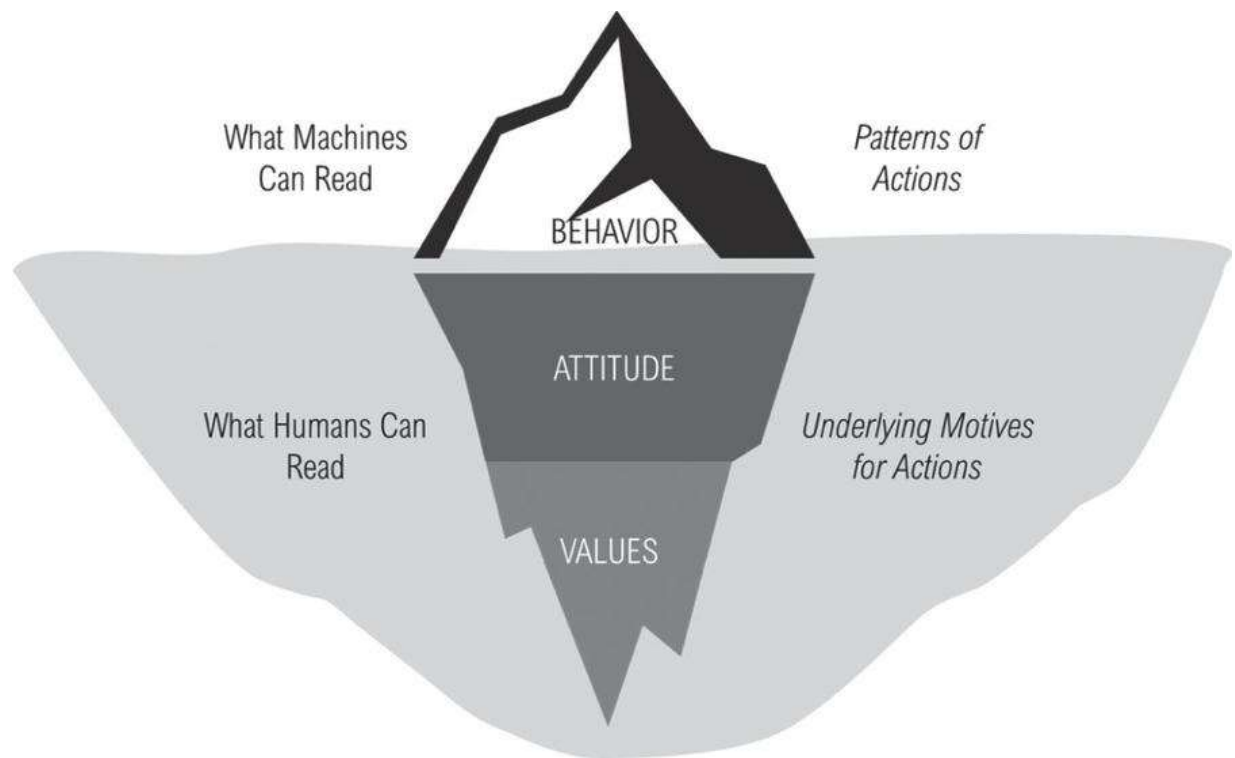 What Machines
Can Read
Patterns of
Actions
BEHAVIOR
ATTITUDE
What Humans Can
Read
Underlying Motives
for Actions
VALUES